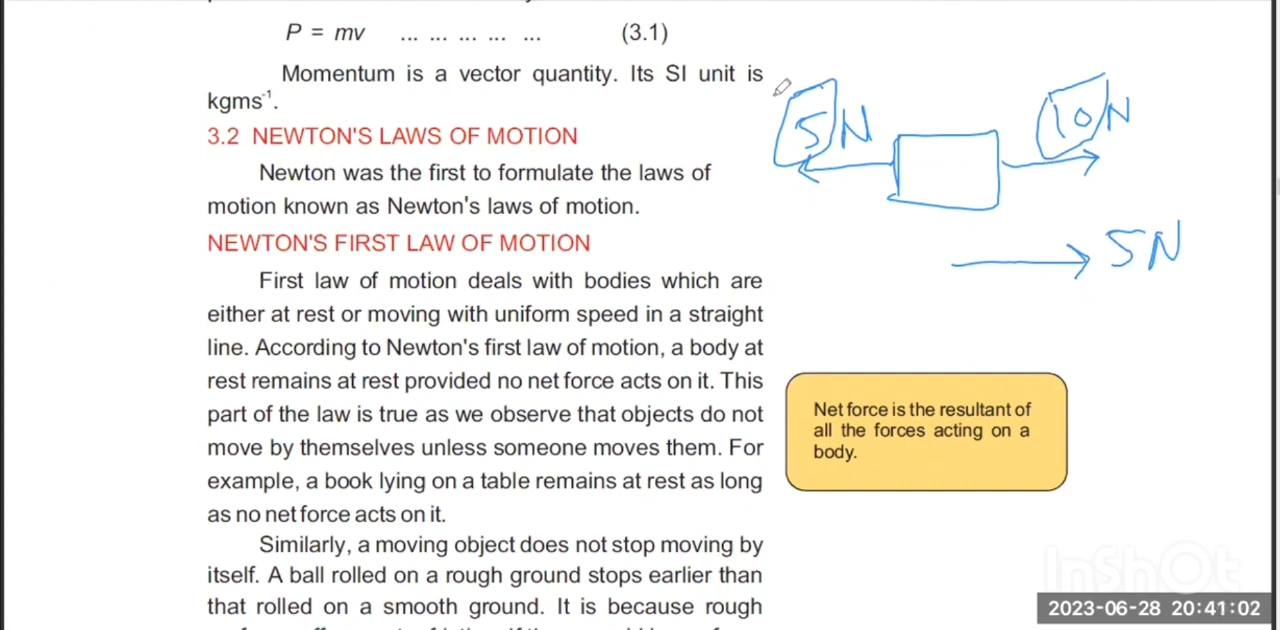 P = mv ... ... ... ... ... (3.1)
Momentum is a vector quantity. Its SI unit is
kgms⁻¹.
3.2 NEWTON'S LAWS OF MOTION
Newton was the first to formulate the laws of
motion known as Newton's laws of motion.
NEWTON'S FIRST LAW OF MOTION
First law of motion deals with bodies which are
either at rest or moving with uniform speed in a straight
line. According to Newton's first law of motion, a body at
rest remains at rest provided no net force acts on it. This
part of the law is true as we observe that objects do not
move by themselves unless someone moves them. For
example, a book lying on a table remains at rest as long
as no net force acts on it.
Similarly, a moving object does not stop moving by
itself. A ball rolled on a rough ground stops earlier than
that rolled on a smooth ground. It is because rough
5N
10N
5N
Net force is the resultant of
all the forces acting on a
body.
InShOt
2023-06-28 20:41:02